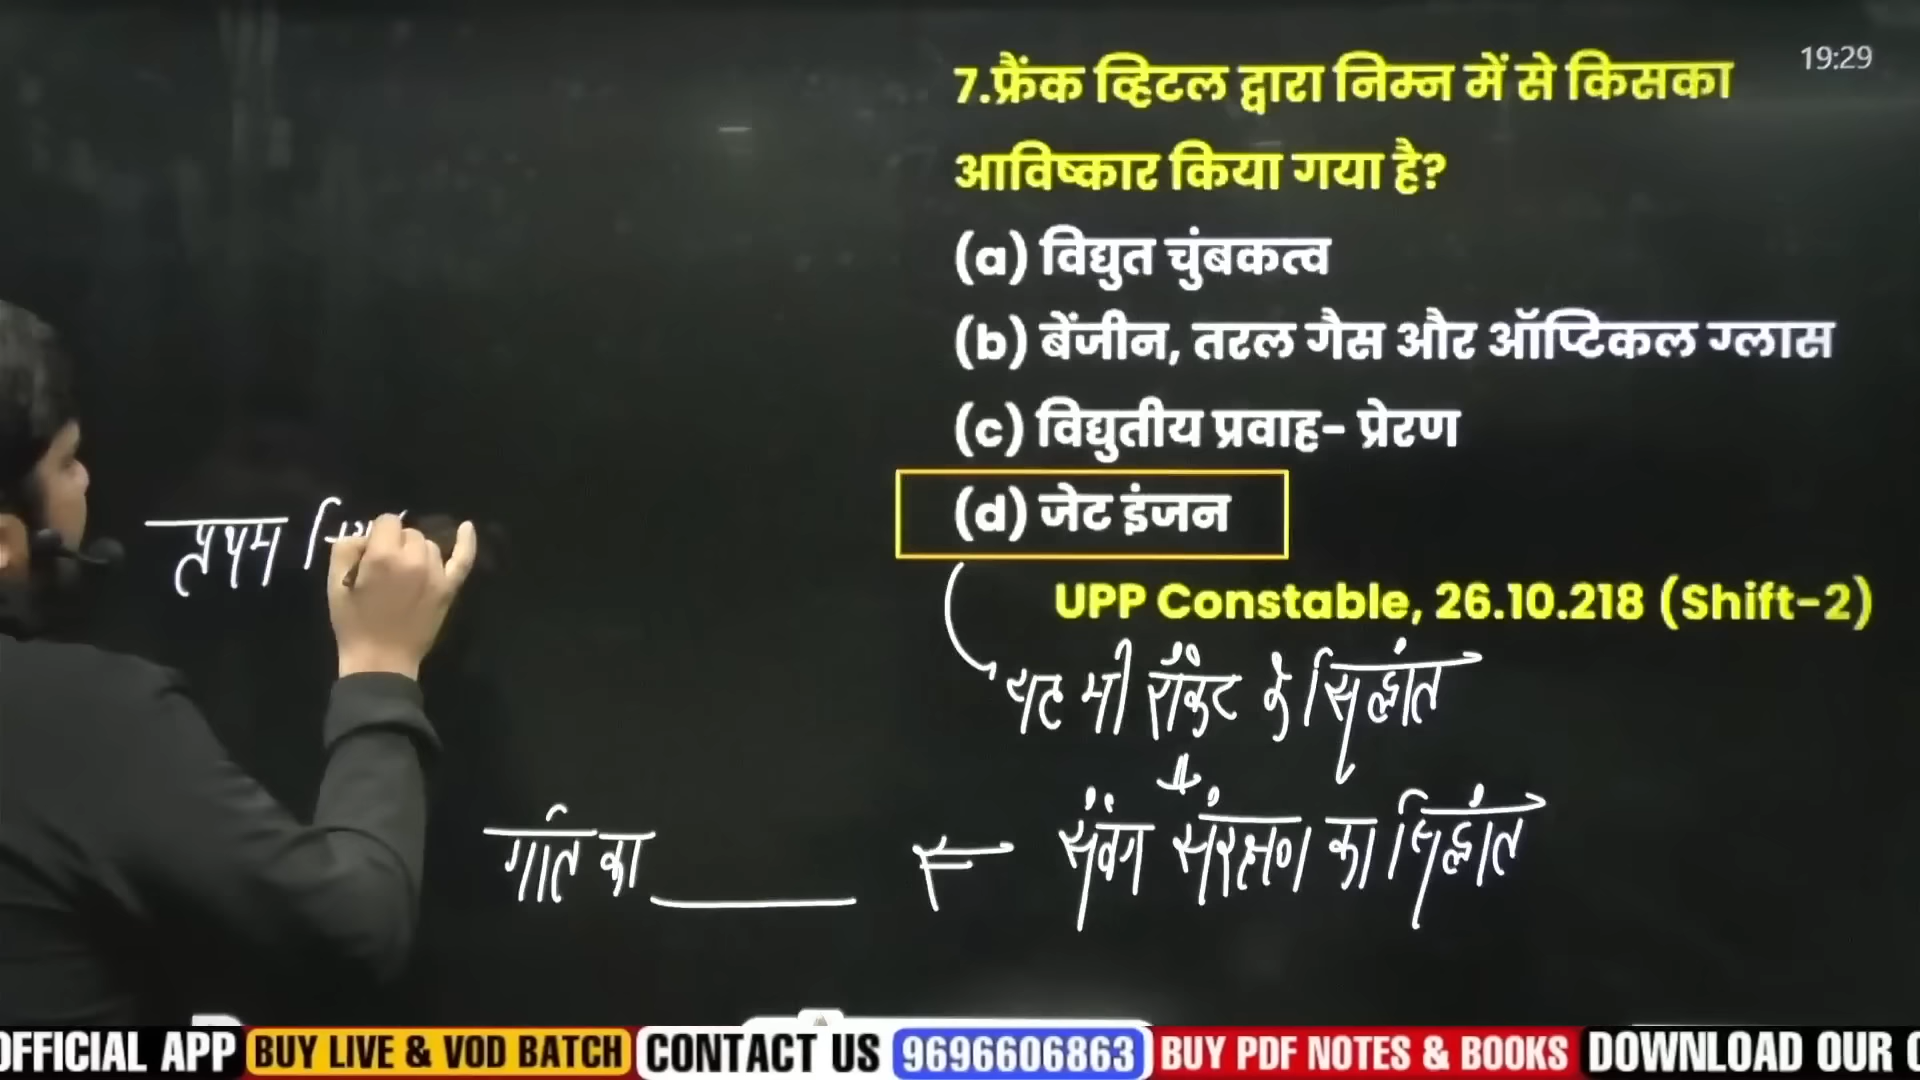 19:29
7.फ्रैंक व्हिटल द्वारा निम्न में से किसका
आविष्कार किया गया है?
(a) विद्युत चुंबकत्व
(b) बेंजीन, तरल गैस और ऑप्टिकल ग्लास
(c) विद्युतीय प्रवाह- प्रेरण
(d) जेट इंजन
UPP Constable, 26.10.218 (Shift-2)
यह भी रॉकेट के सिद्धांत
संवेग संरक्षण का सिद्धांत
गति का
प्रथम
OFFICIAL APP BUY LIVE & VOD BATCH CONTACT US 9696606863 BUY PDF NOTES & BOOKS DOWNLOAD OUR